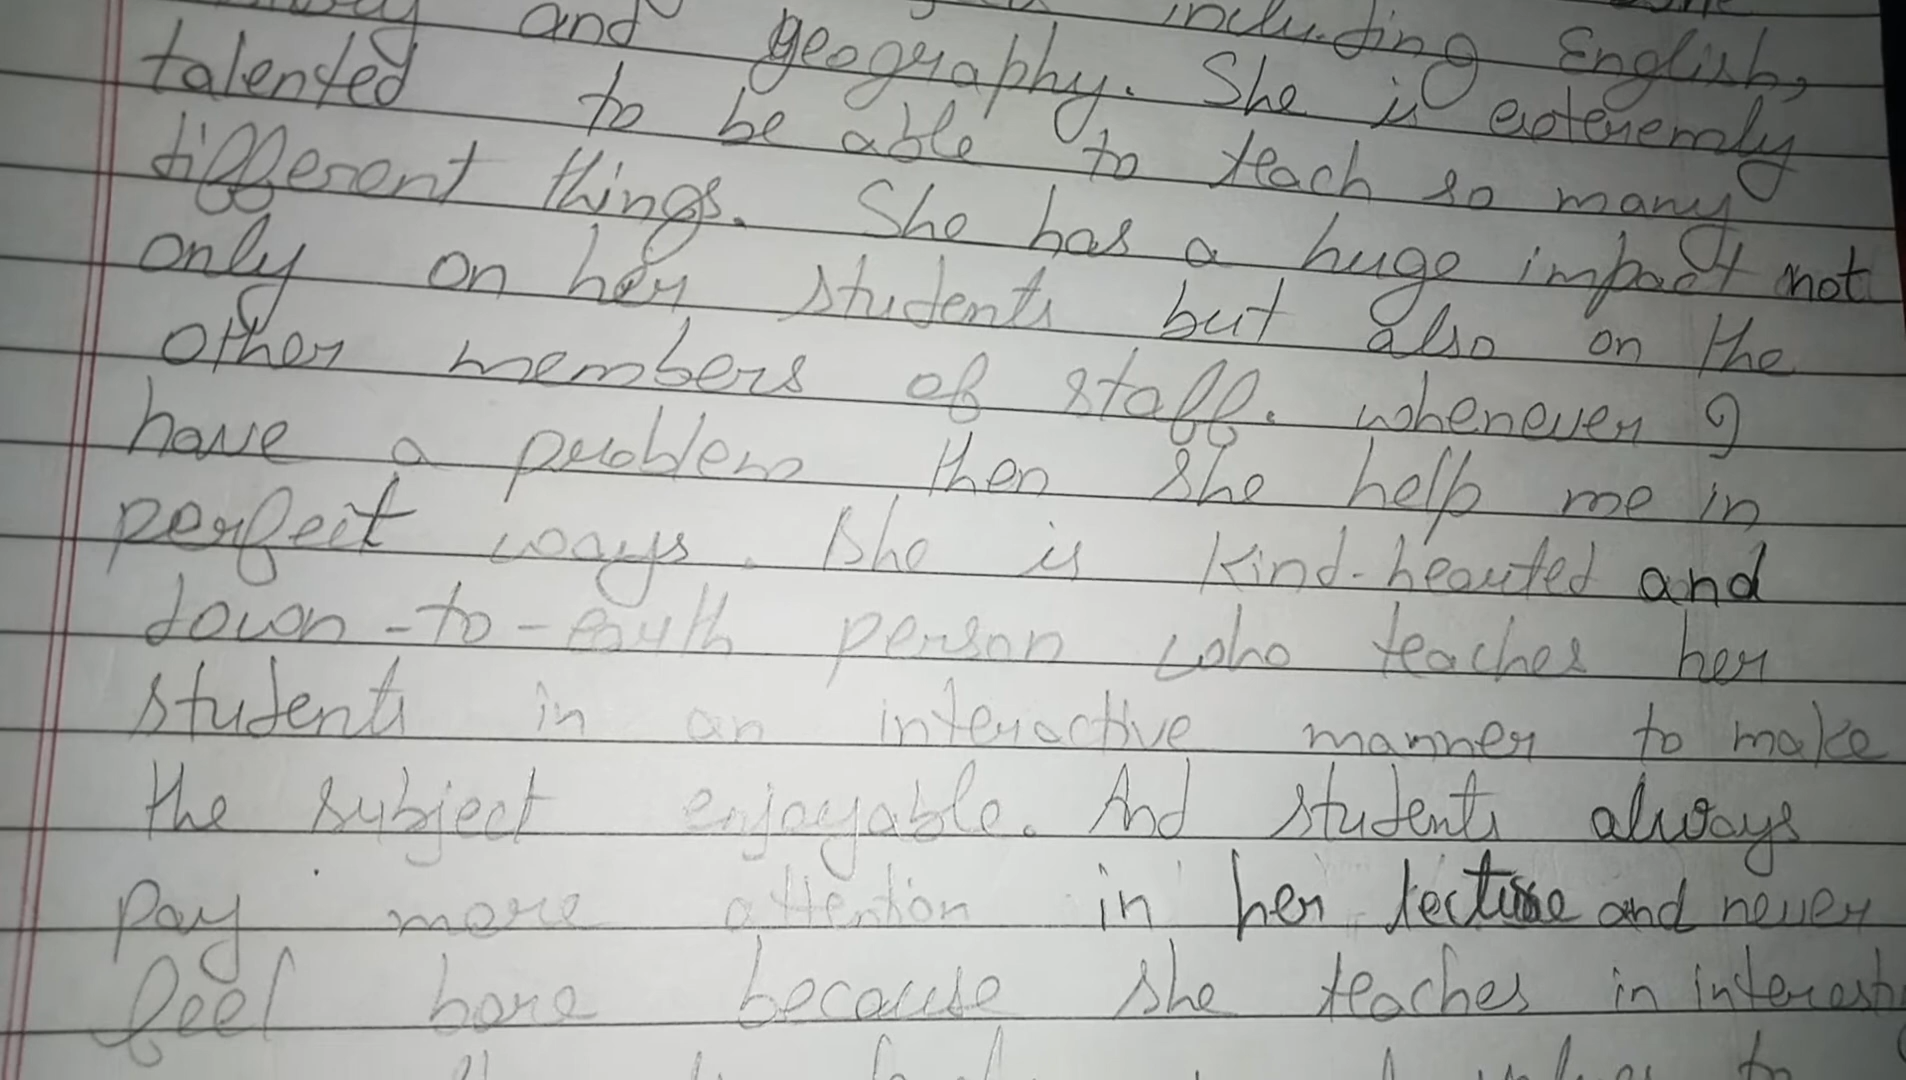 including English,
and geography. She is exteremly
talented to be able to teach so many
different things. She has a huge impact not
only on her students but also on the
other members of staff. whenever I
have a problem then she help me in
perfect ways. She is kind-hearted and
down-to-earth person who teaches her
students in an interactive manner to make
the subject enjoyable. And students always
pay more attention in her lecture and never
feel bore because she teaches in